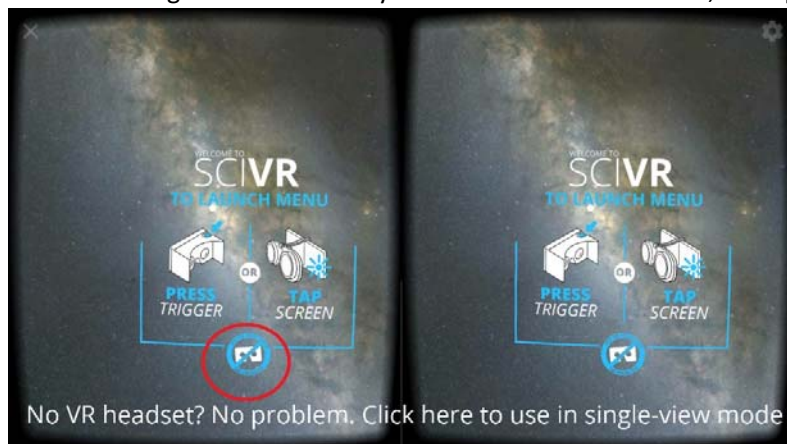 WELCOME TO
SCIVR
TO LAUNCH MENU
OR
PRESS
TRIGGER
TAP
SCREEN
WELCOME TO
SCIVR
TO LAUNCH MENU
OR
PRESS
TRIGGER
TAP
SCREEN
No VR headset? No problem. Click here to use in single-view mode